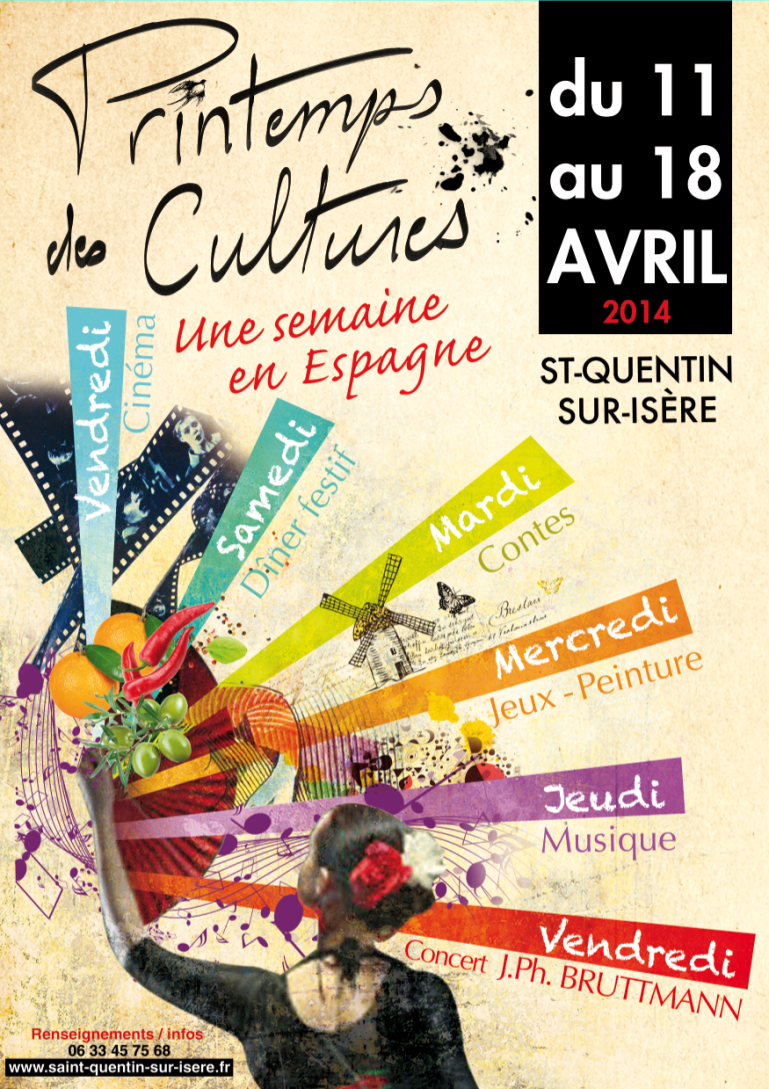 Printemps
des Cultures
du 11
au 18
AVRIL
2014
Une semaine
en Espagne
ST-QUENTIN
SUR-ISÈRE
Vendredi
Cinéma
Samedi
Dîner festif
Mardi
Contes
Mercredi
Jeux - Peinture
Jeudi
Musique
Vendredi
Concert J.Ph. BRUTTMANN
Renseignements / infos
06 33 45 75 68
www.saint-quentin-sur-isere.fr